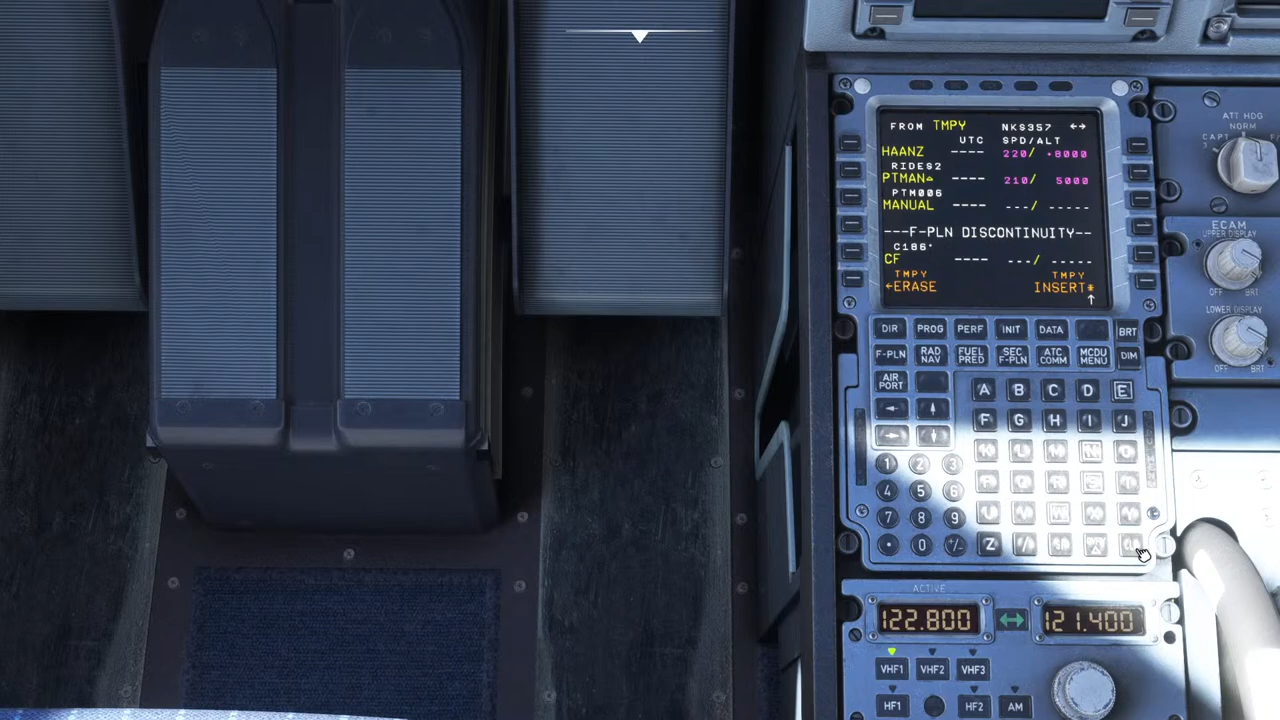 FROM TMPY NKS357 ↔
UTC SPD/ALT
HAANZ ---- 220/ +8000
RIDES2
PTMAN ---- 210/ 5000
PTM006
MANUAL ---- ---/ -----
---F-PLN DISCONTINUITY--
C186°
CF ---- ---/ -----
TMPY TMPY
←ERASE INSERT*
↑
DIR PROG PERF INIT DATA BRT
F-PLN RAD NAV FUEL PRED SEC F-PLN ATC COMM MCDU MENU DIM
AIR PORT
A B C D E
F G H I J
K L M N O
1 2 3
P Q R S T
4 5 6
U V W X Y
7 8 9
. 0 +/- Z /
ATT HDG
NORM
CAPT
3
ECAM
UPPER DISPLAY
OFF BRT
LOWER DISPLAY
OFF BRT
ACTIVE
122.800 121.400
VHF1 VHF2 VHF3
HF1 HF2 AM